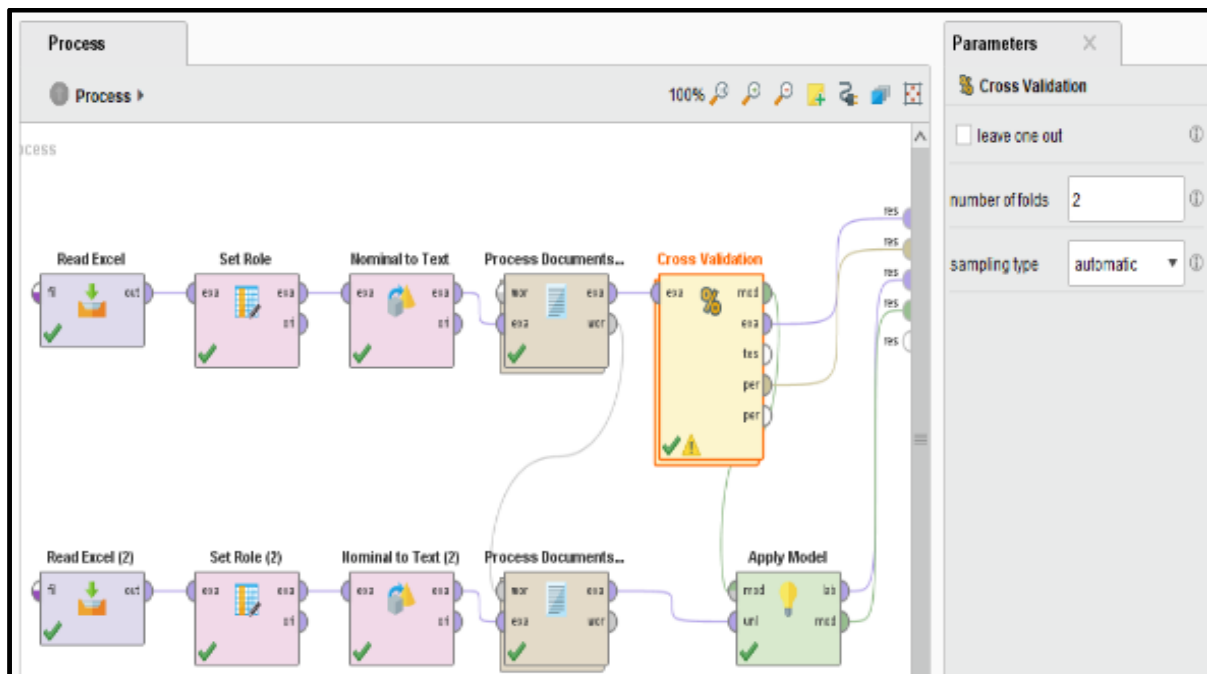 Process
Process
100%
ocess
Read Excel
Set Role
Nominal to Text
Process Documents...
Cross Validation
fil
out
exa
exa
ori
exa
exa
ori
wor
exa
exa
wor
exa
mod
exa
tes
per
per
res
res
res
res
res
Read Excel (2)
Set Role (2)
Nominal to Text (2)
Process Documents...
Apply Model
fil
out
exa
exa
ori
exa
exa
ori
wor
exa
exa
wor
mod
lab
unl
mod
Parameters
Cross Validation
leave one out
number of folds
2
sampling type
automatic